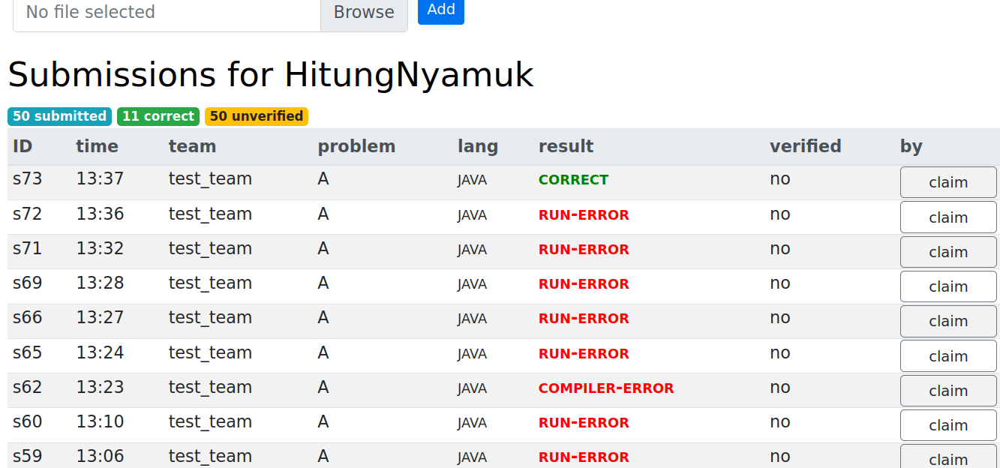 No file selected Browse Add
Submissions for HitungNyamuk
50 submitted 11 correct 50 unverified
ID time team problem lang result verified by
s73 13:37 test_team A JAVA CORRECT no claim
s72 13:36 test_team A JAVA RUN-ERROR no claim
s71 13:32 test_team A JAVA RUN-ERROR no claim
s69 13:28 test_team A JAVA RUN-ERROR no claim
s66 13:27 test_team A JAVA RUN-ERROR no claim
s65 13:24 test_team A JAVA RUN-ERROR no claim
s62 13:23 test_team A JAVA COMPILER-ERROR no claim
s60 13:10 test_team A JAVA RUN-ERROR no claim
s59 13:06 test_team A JAVA RUN-ERROR no claim